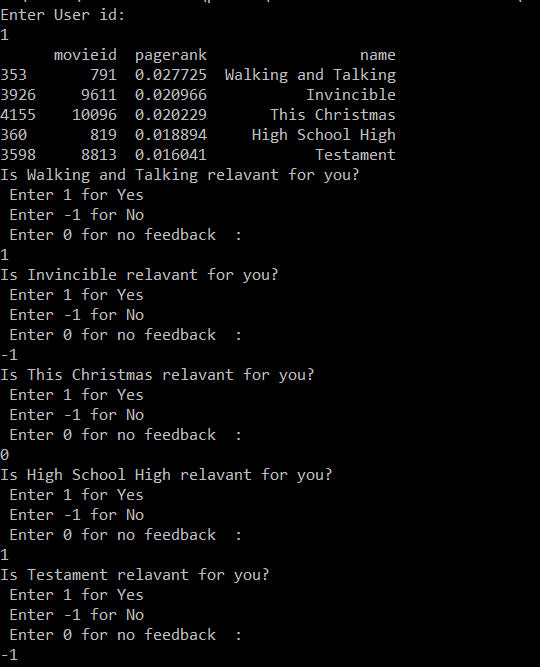 Enter User id:
1
movieid pagerank name
353 791 0.027725 Walking and Talking
3926 9611 0.020966 Invincible
4155 10096 0.020229 This Christmas
360 819 0.018894 High School High
3598 8813 0.016041 Testament
Is Walking and Talking relavant for you?
Enter 1 for Yes
Enter -1 for No
Enter 0 for no feedback :
1
Is Invincible relavant for you?
Enter 1 for Yes
Enter -1 for No
Enter 0 for no feedback :
-1
Is This Christmas relavant for you?
Enter 1 for Yes
Enter -1 for No
Enter 0 for no feedback :
0
Is High School High relavant for you?
Enter 1 for Yes
Enter -1 for No
Enter 0 for no feedback :
1
Is Testament relavant for you?
Enter 1 for Yes
Enter -1 for No
Enter 0 for no feedback :
-1